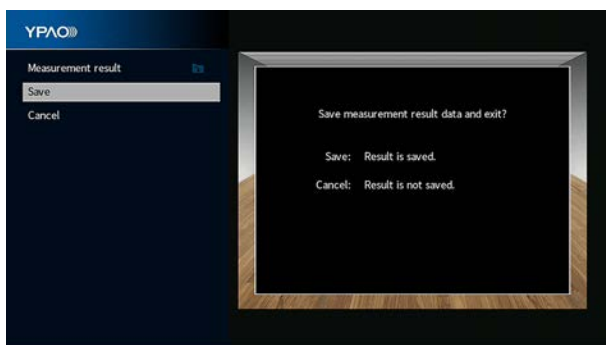 YPAO
Measurement result
Save
Cancel
Save measurement result data and exit?
Save: Result is saved.
Cancel: Result is not saved.